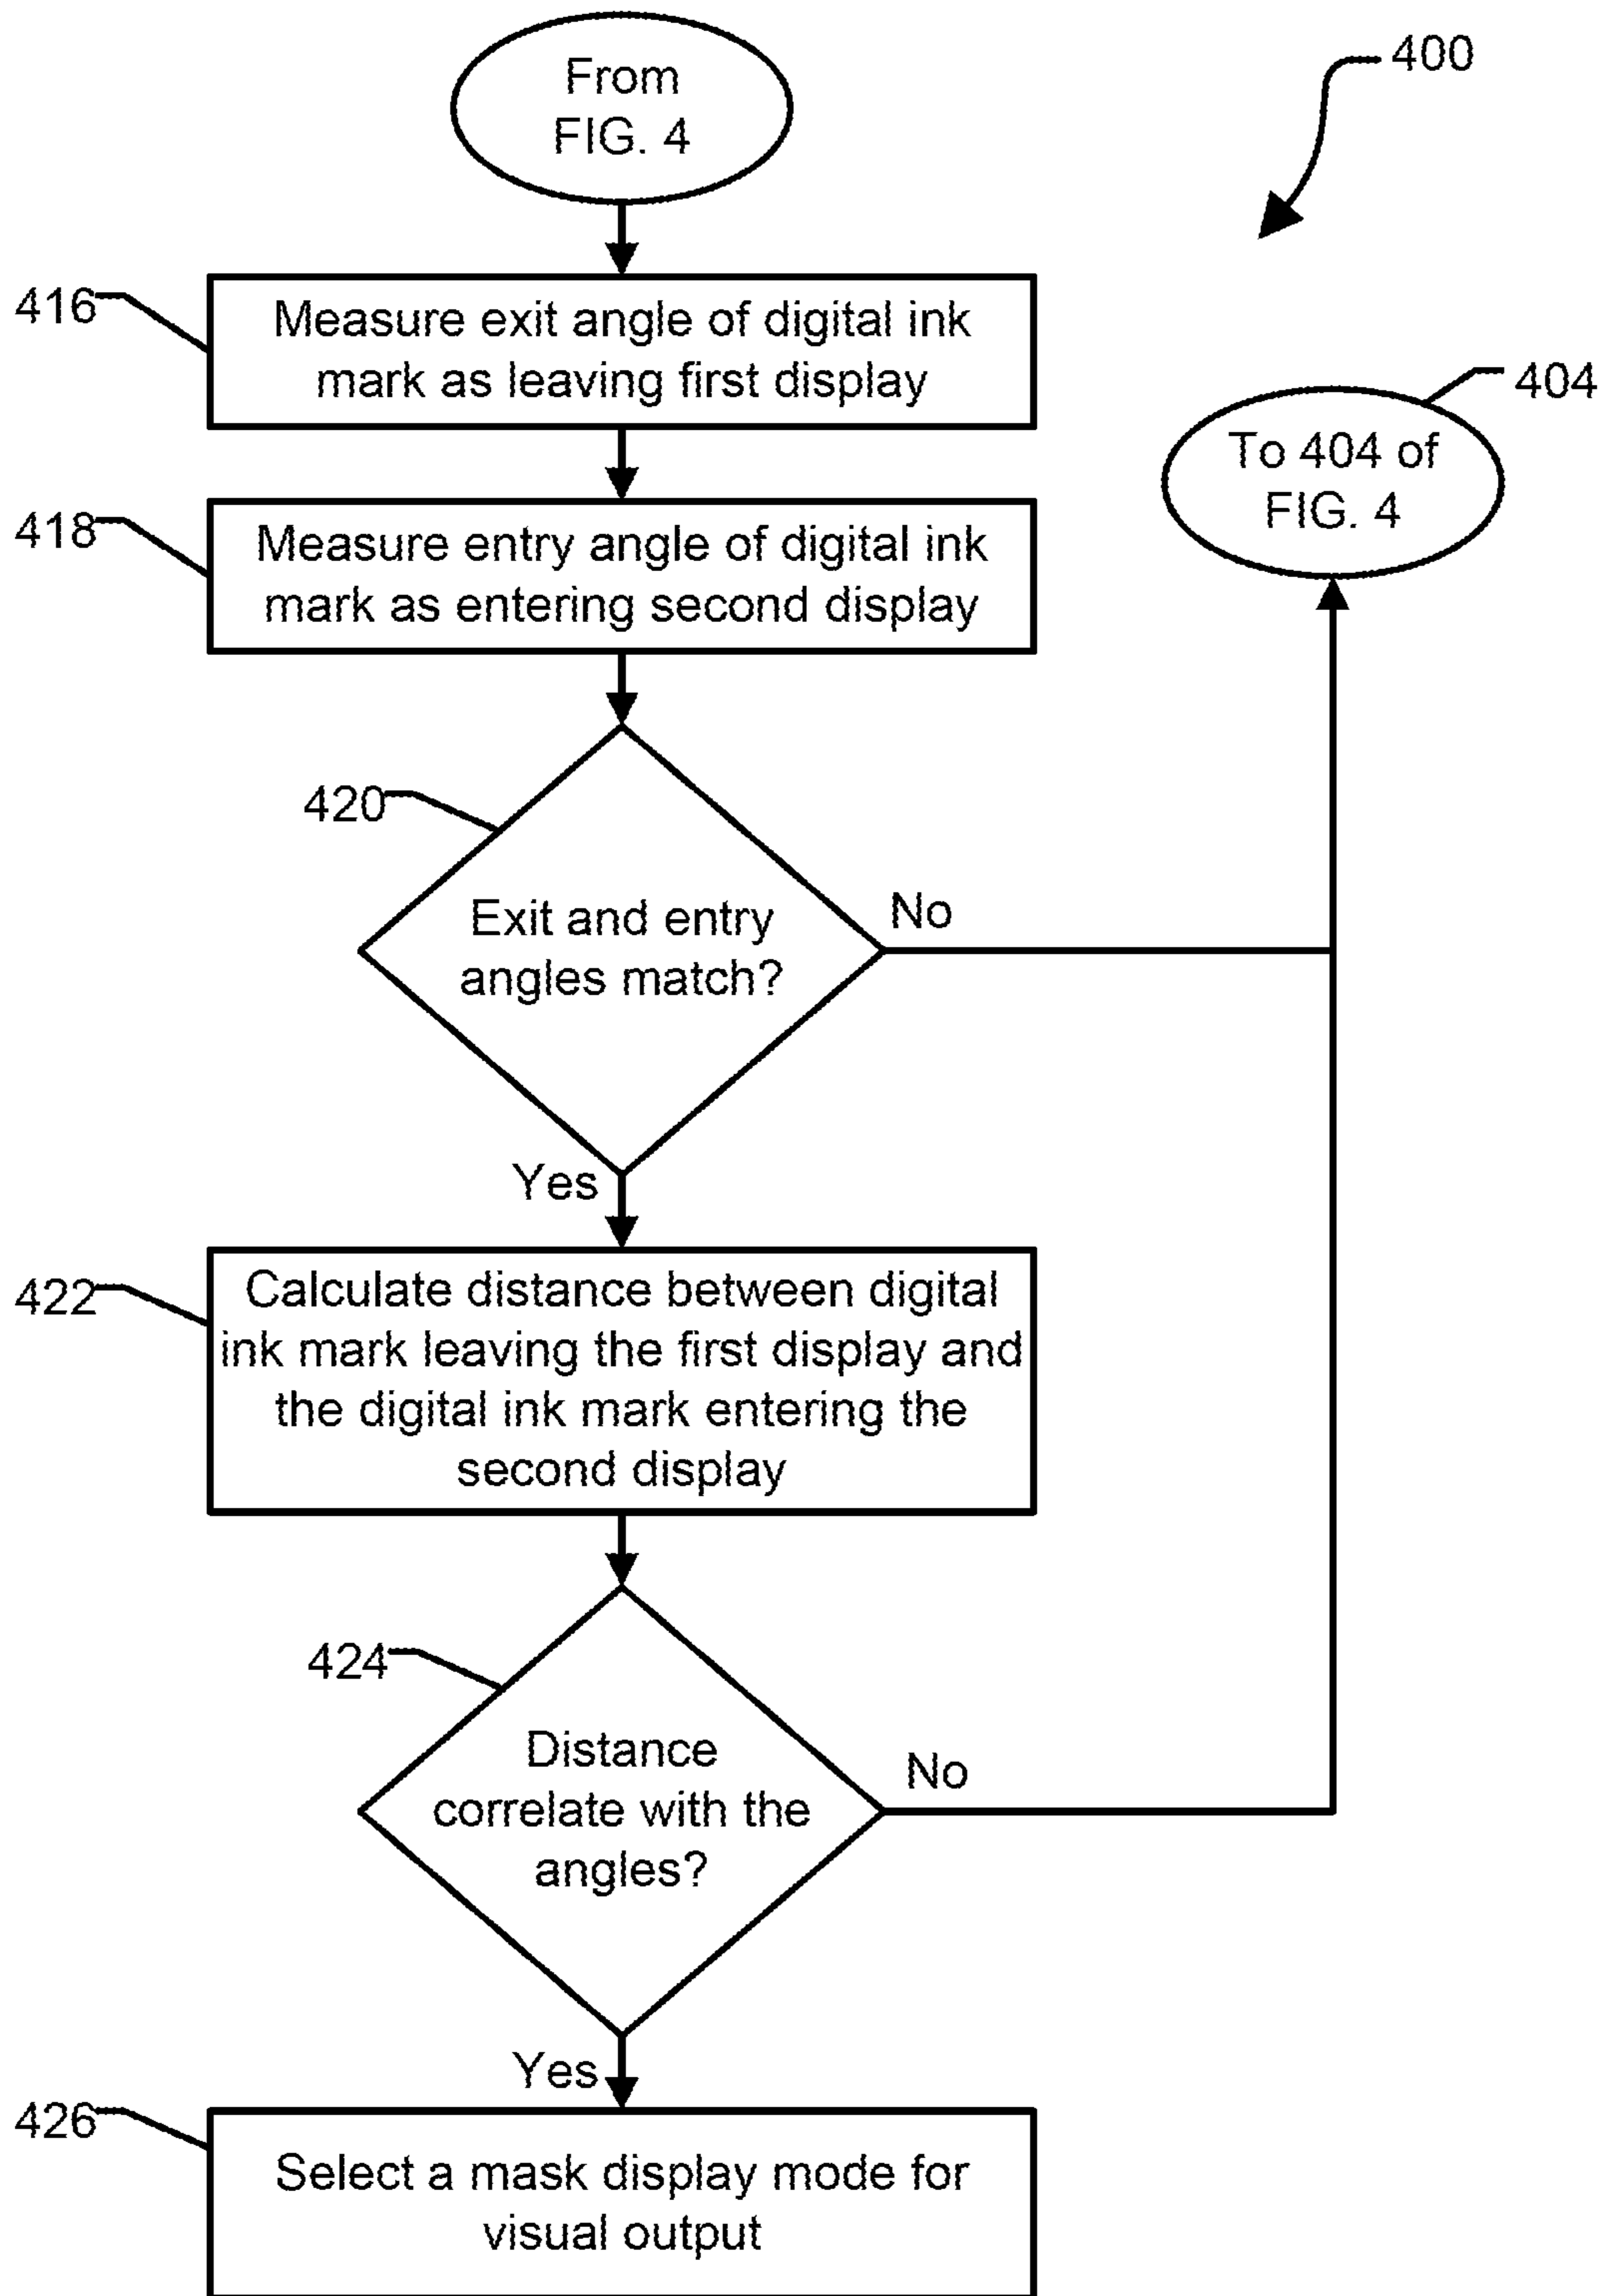 From
FIG. 4
400
416
Measure exit angle of digital ink
mark as leaving first display
404
To 404 of
FIG. 4
418
Measure entry angle of digital ink
mark as entering second display
420
Exit and entry
angles match?
No
Yes
422
Calculate distance between digital
ink mark leaving the first display and
the digital ink mark entering the
second display
424
Distance
correlate with the
angles?
No
Yes
426
Select a mask display mode for
visual output